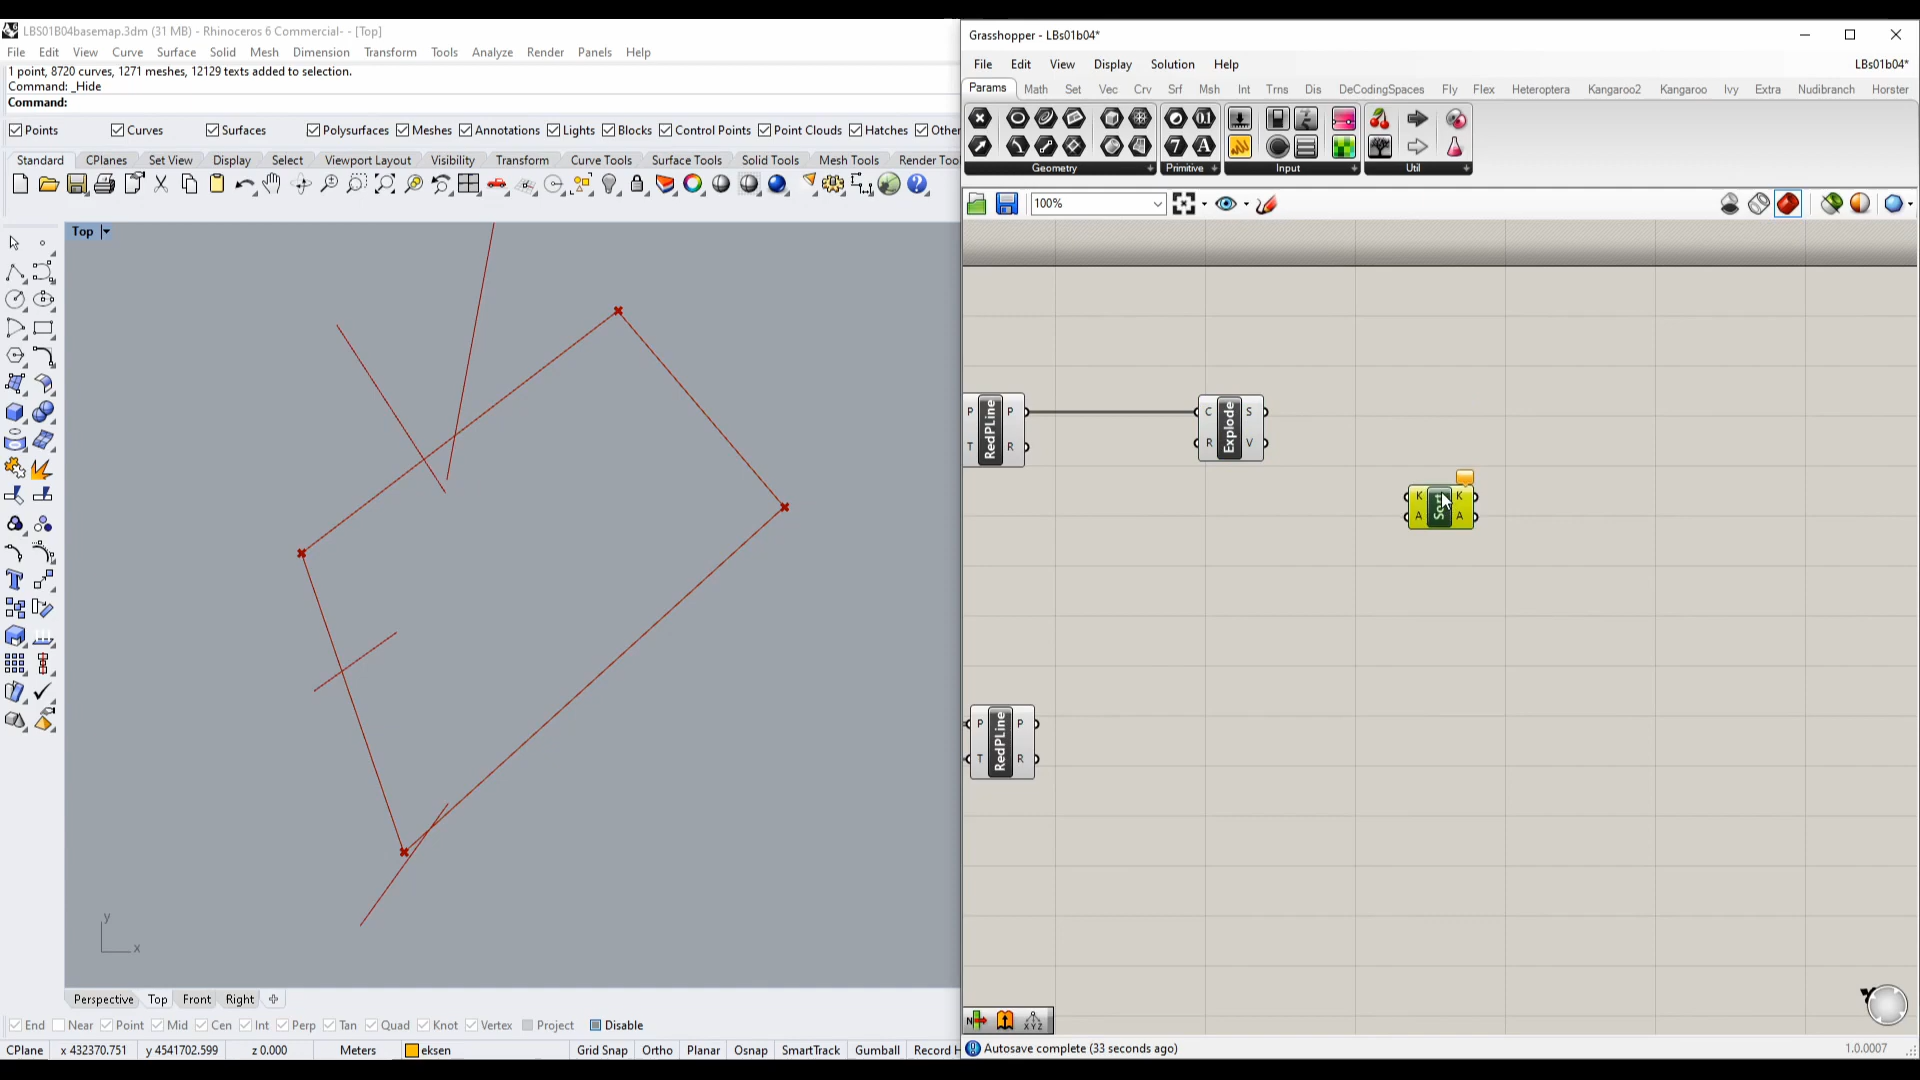 LBS01B04basemap.3dm (31 MB) - Rhinoceros 6 Commercial- - [Top]
File Edit View Curve Surface Solid Mesh Dimension Transform Tools Analyze Render Panels Help
1 point, 8720 curves, 1271 meshes, 12129 texts added to selection.
Command: _Hide
Command:
Points Curves Surfaces Polysurfaces Meshes Annotations Lights Blocks Control Points Point Clouds Hatches Other
Standard CPlanes Set View Display Select Viewport Layout Visibility Transform Curve Tools Surface Tools Solid Tools Mesh Tools Render Too
Top
y
x
Perspective Top Front Right
End Near Point Mid Cen Int Perp Tan Quad Knot Vertex Project Disable
CPlane x 432370.751 y 4541702.599 z 0.000 Meters eksen Grid Snap Ortho Planar Osnap SmartTrack Gumball Record H
Grasshopper - LBs01b04*
File Edit View Display Solution Help LBs01b04*
Params Math Set Vec Crv Srf Msh Int Trns Dis DeCodingSpaces Fly Flex Heteroptera Kangaroo2 Kangaroo Ivy Extra Nudibranch Horster
Geometry Primitive Input Util
100%
P T RedPLine P R
C R Explode S V
K A Sort K A
P T RedPLine P R
Autosave complete (33 seconds ago) 1.0.0007